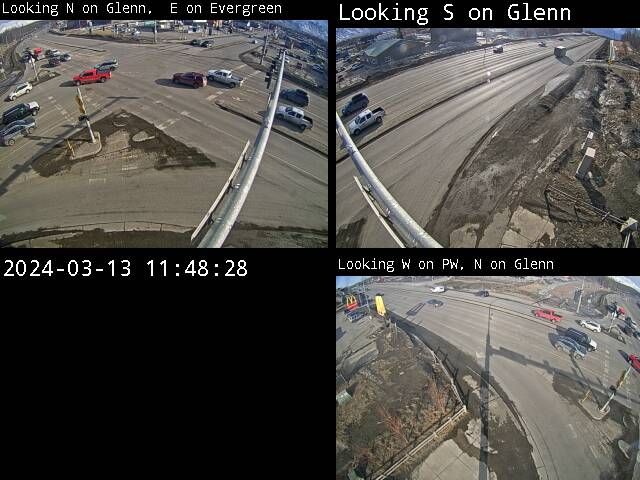 Looking N on Glenn,  E on Evergreen
Looking S on Glenn
2024-03-13 11:48:28
Looking W on PW, N on Glenn